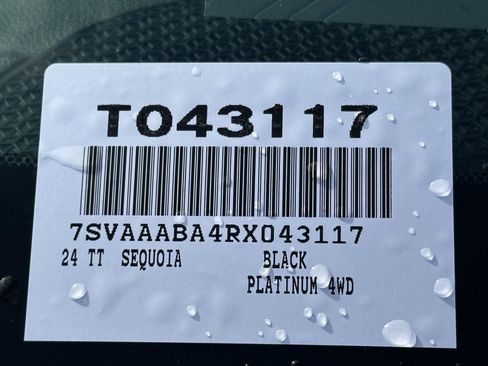 T043117
7SVAAABA4RX043117
24 TT SEQUOIA BLACK
PLATINUM 4WD